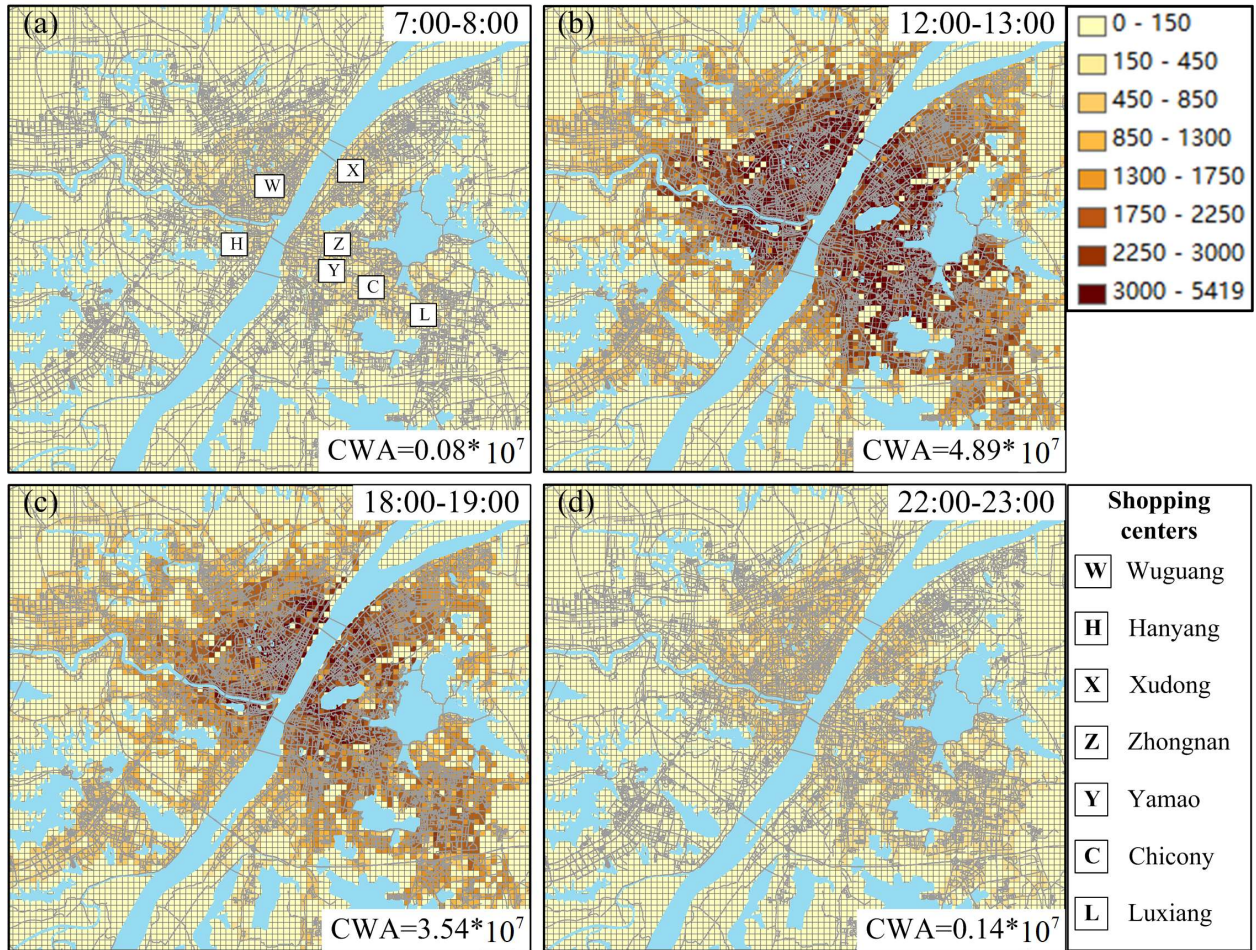 (a)
7:00-8:00
W
X
H
Z
Y
C
L
CWA=0.08*10⁷
(b)
12:00-13:00
CWA=4.89*10⁷
0 - 150
150 - 450
450 - 850
850 - 1300
1300 - 1750
1750 - 2250
2250 - 3000
3000 - 5419
(c)
18:00-19:00
CWA=3.54*10⁷
(d)
22:00-23:00
CWA=0.14*10⁷
Shopping
centers
W Wuguang
H Hanyang
X Xudong
Z Zhongnan
Y Yamao
C Chicony
L Luxiang